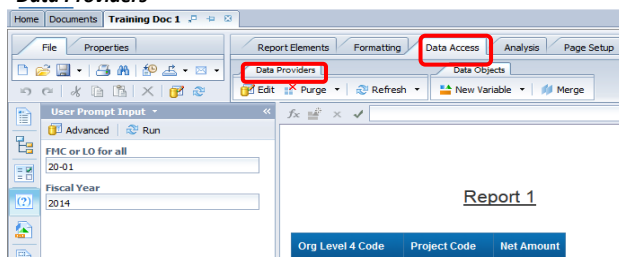 Data Providers
Home Documents Training Doc 1
File Properties Report Elements Formatting Data Access Analysis Page Setup
Data Providers Data Objects
Edit Purge Refresh New Variable Merge
User Prompt Input «
Advanced Run
FMC or LO for all
20-01
Fiscal Year
2014
Report 1
Org Level 4 Code Project Code Net Amount